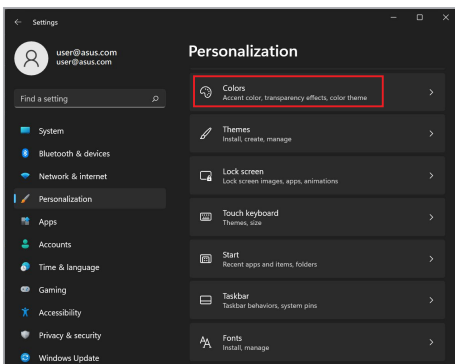 Settings
user@asus.com
user@asus.com
Find a setting
System
Bluetooth & devices
Network & internet
Personalization
Apps
Accounts
Time & language
Gaming
Accessibility
Privacy & security
Windows Update
Personalization
Colors
Accent color, transparency effects, color theme
Themes
Install, create, manage
Lock screen
Lock screen images, apps, animations
Touch keyboard
Themes, size
Start
Recent apps and items, folders
Taskbar
Taskbar behaviors, system pins
Fonts
Install, manage